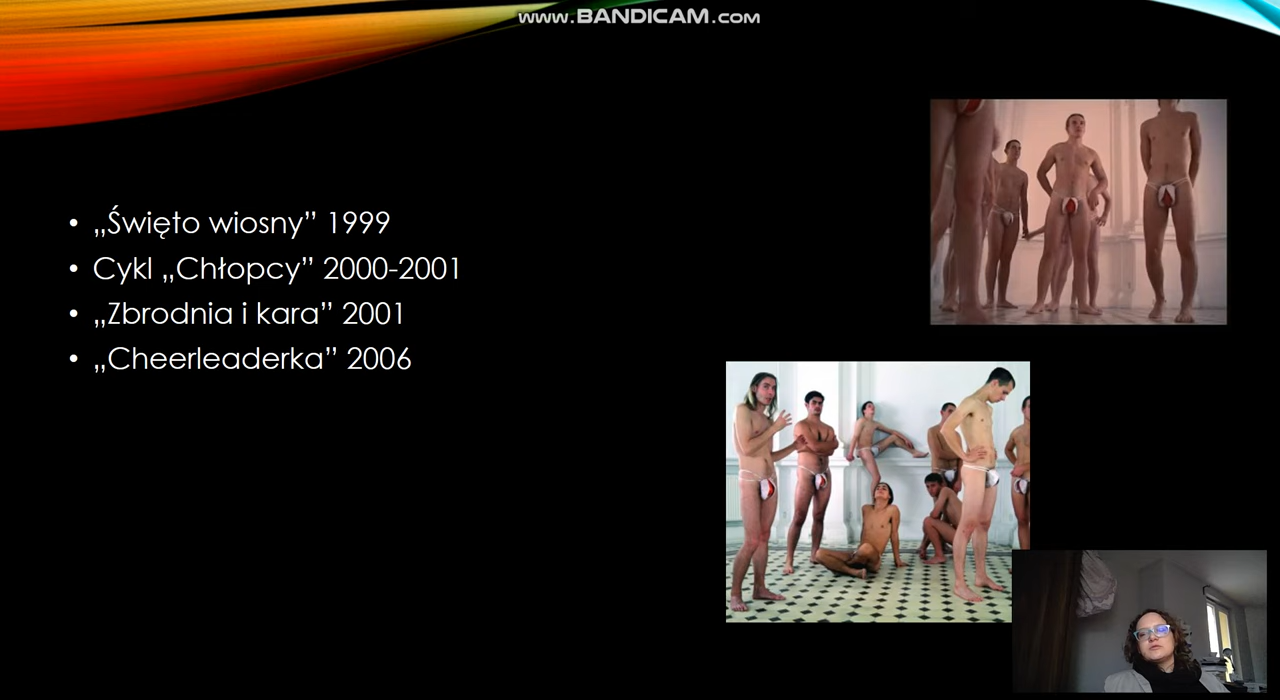 www.BANDICAM.com
• „Święto wiosny” 1999
• Cykl „Chłopcy” 2000-2001
• „Zbrodnia i kara” 2001
• „Cheerleaderka” 2006